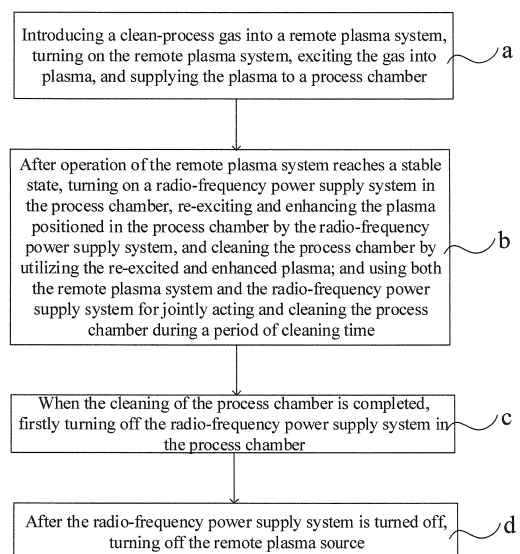 Introducing a clean-process gas into a remote plasma system,
turning on the remote plasma system, exciting the gas into
plasma, and supplying the plasma to a process chamber
a
After operation of the remote plasma system reaches a stable
state, turning on a radio-frequency power supply system in
the process chamber, re-exciting and enhancing the plasma
positioned in the process chamber by the radio-frequency
power supply system, and cleaning the process chamber by
utilizing the re-excited and enhanced plasma; and using both
the remote plasma system and the radio-frequency power
supply system for jointly acting and cleaning the process
chamber during a period of cleaning time
b
When the cleaning of the process chamber is completed,
firstly turning off the radio-frequency power supply system in
the process chamber
c
After the radio-frequency power supply system is turned off,
turning off the remote plasma source
d